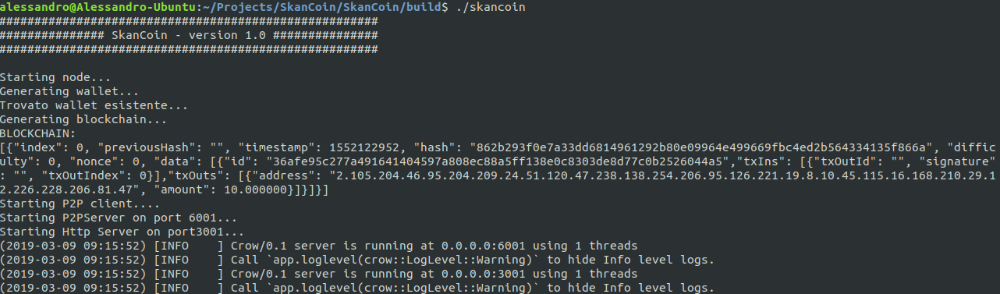 alessandro@Alessandro-Ubuntu:~/Projects/SkanCoin/SkanCoin/build$ ./skancoin
######################################################
############### SkanCoin - version 1.0 ###############
######################################################
Starting node...
Generating wallet...
Trovato wallet esistente...
Generating blockchain...
BLOCKCHAIN:
[{"index": 0, "previousHash": "", "timestamp": 1552122952, "hash": "862b293f0e7a33dd6814961292b80e09964e499669fbc4ed2b564334135f866a", "diffic
ulty": 0, "nonce": 0, "data": [{"id": "36afe95c277a491641404597a808ec88a5ff138e0c8303de8d77c0b2526044a5","txIns": [{"txOutId": "", "signature"
: "", "txOutIndex": 0}],"txOuts": [{"address": "2.105.204.46.95.204.209.24.51.120.47.238.138.254.206.95.126.221.19.8.10.45.115.16.168.210.29.1
2.226.228.206.81.47", "amount": 10.000000}]}]}]
Starting P2P client....
Starting P2PServer on port 6001...
Starting Http Server on port3001...
(2019-03-09 09:15:52) [INFO    ] Crow/0.1 server is running at 0.0.0.0:6001 using 1 threads
(2019-03-09 09:15:52) [INFO    ] Call `app.loglevel(crow::LogLevel::Warning)` to hide Info level logs.
(2019-03-09 09:15:52) [INFO    ] Crow/0.1 server is running at 0.0.0.0:3001 using 1 threads
(2019-03-09 09:15:52) [INFO    ] Call `app.loglevel(crow::LogLevel::Warning)` to hide Info level logs.